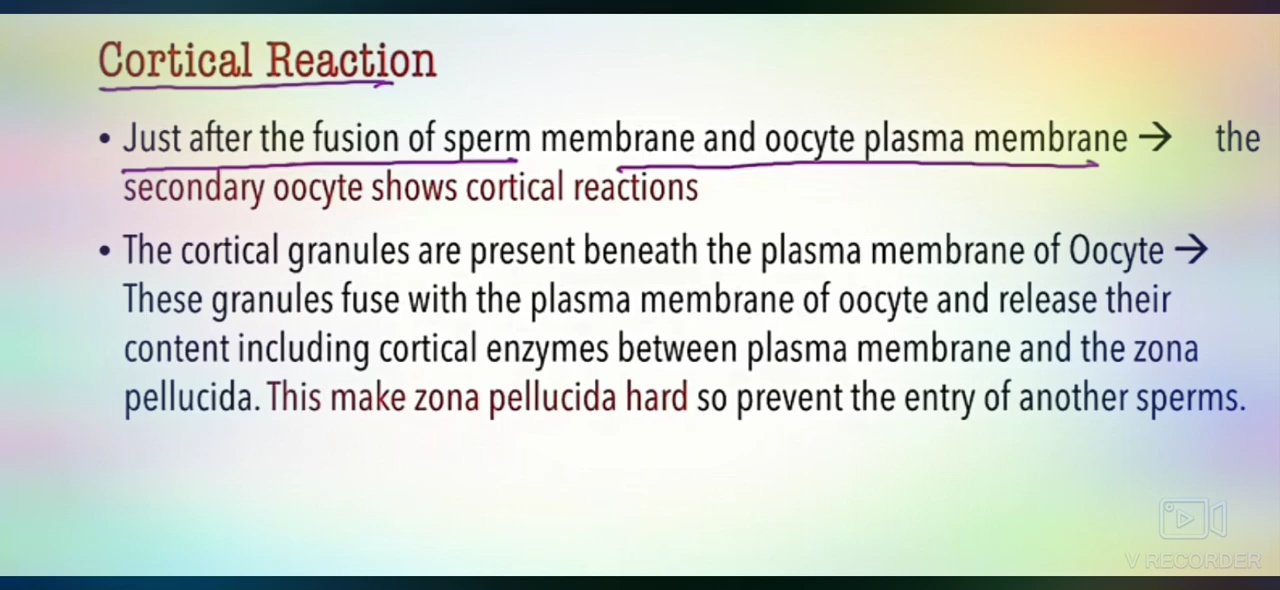 Cortical Reaction
• Just after the fusion of sperm membrane and oocyte plasma membrane → the
secondary oocyte shows cortical reactions
• The cortical granules are present beneath the plasma membrane of Oocyte →
These granules fuse with the plasma membrane of oocyte and release their
content including cortical enzymes between plasma membrane and the zona
pellucida. This make zona pellucida hard so prevent the entry of another sperms.
V RECORDER